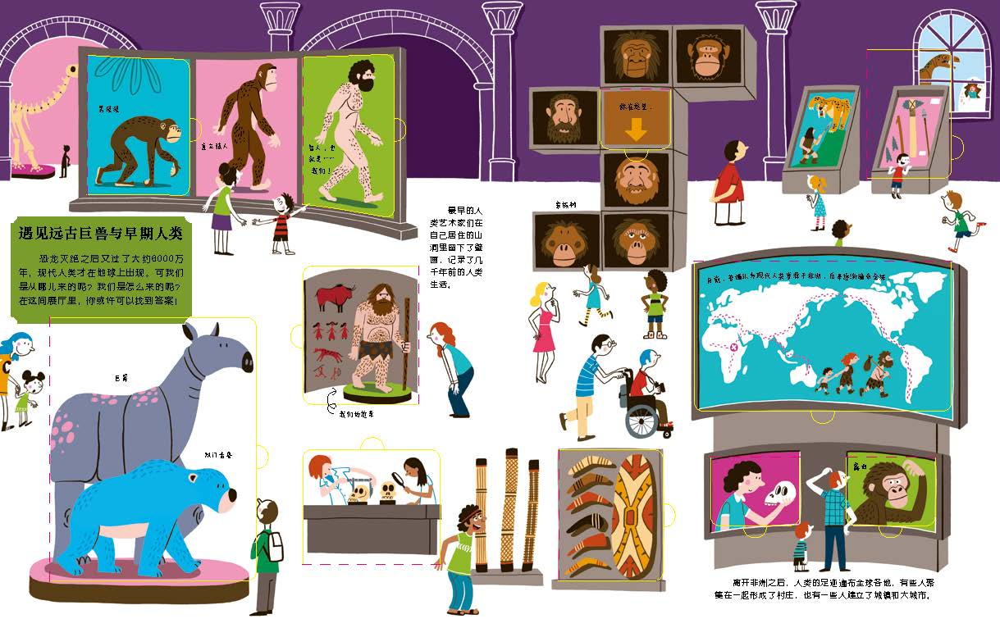 黑猩猩
直立猿人
智人，也
就是……
我们！
你在这里。
家族树
遇见远古巨兽与早期人类
恐龙灭绝之后又过了大约6000万
年，现代人类才在地球上出现。可我们
是从哪儿来的呢？我们是怎么来的呢？
在这间展厅里，你或许可以找到答案！
最早的人
类艺术家们在
自己居住的山
洞里留下了壁
画，记录了几
千年前的人类
生活。
目前，普遍认为现代人类发源于非洲，后来逐渐遍布全球。
巨犀
我们的祖亲
离开非洲之后，人类的足迹遍布全球各地，有些人聚
集在一起形成了村庄，也有一些人建立了城镇和大城市。